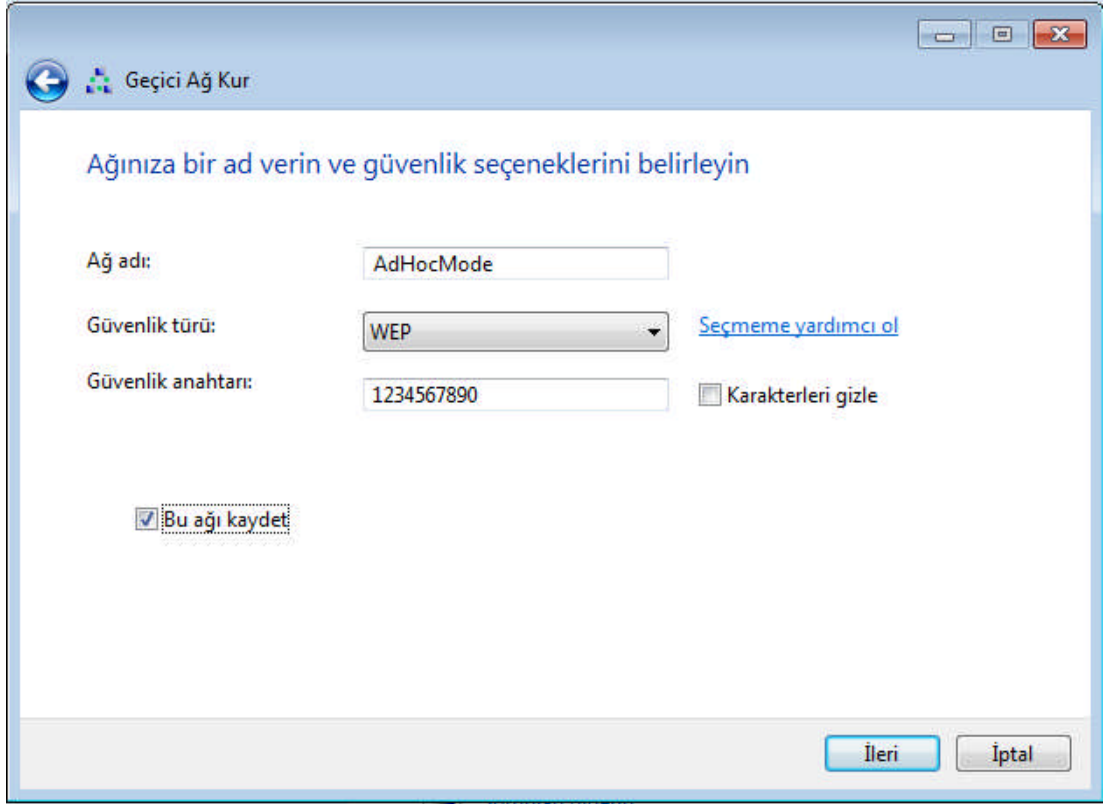 Geçici Ağ Kur
Ağınıza bir ad verin ve güvenlik seçeneklerini belirleyin
Ağ adı: AdHocMode
Güvenlik türü: WEP Seçmeme yardımcı ol
Güvenlik anahtarı: 1234567890 Karakterleri gizle
Bu ağı kaydet
İleri İptal